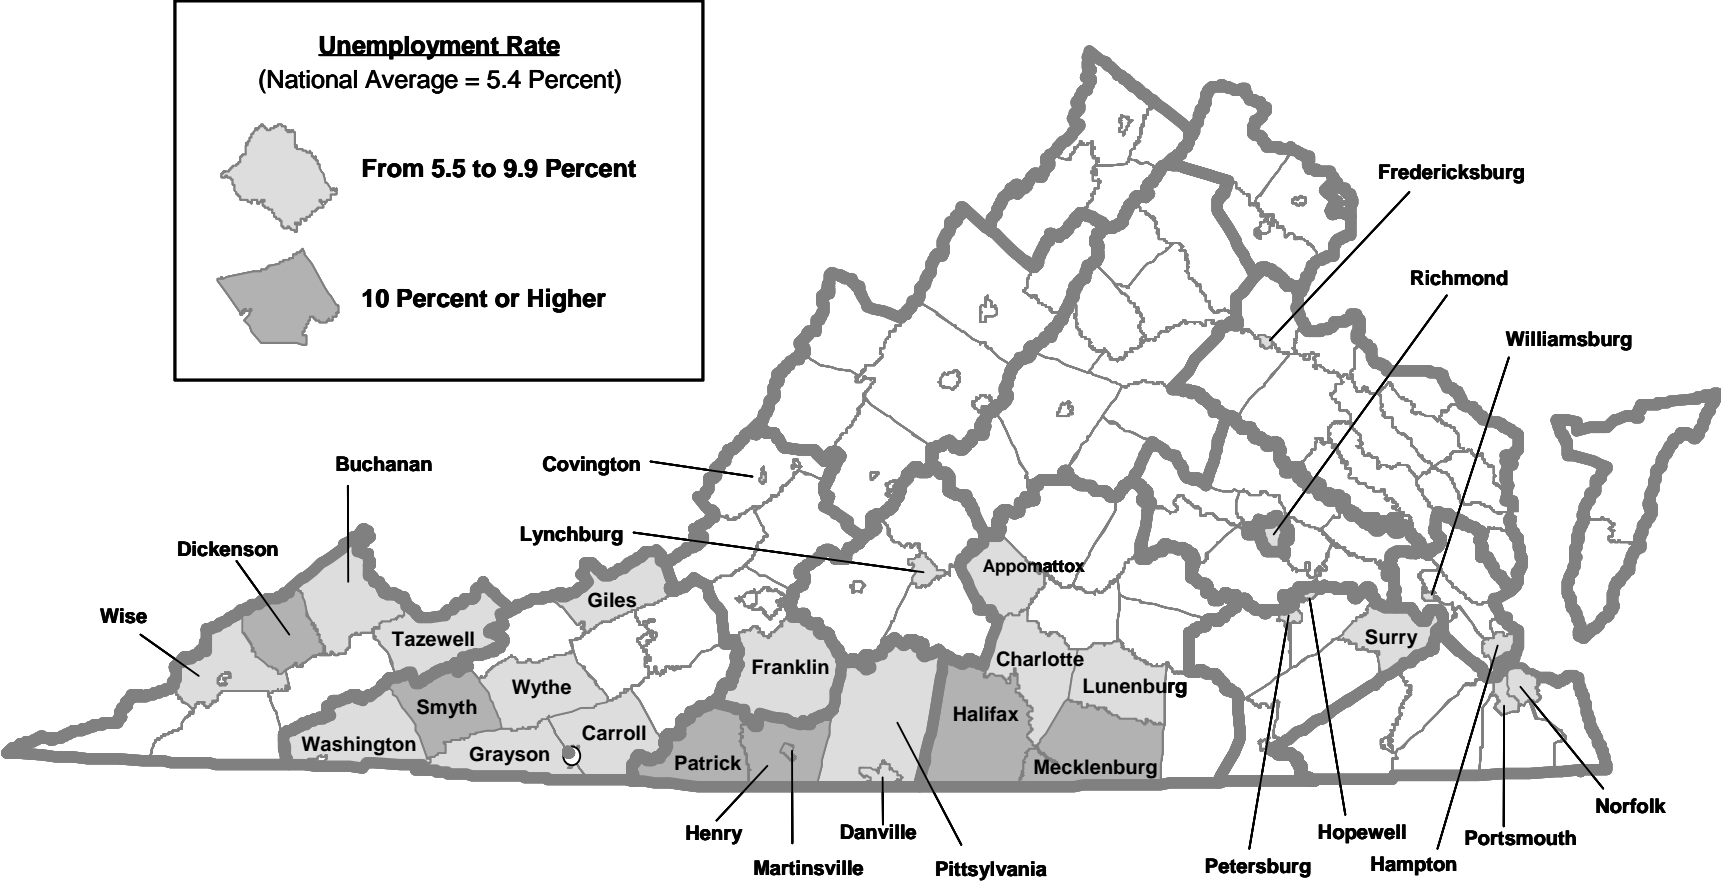 Unemployment Rate
(National Average = 5.4 Percent)
From 5.5 to 9.9 Percent
10 Percent or Higher
Fredericksburg
Richmond
Williamsburg
Buchanan
Covington
Lynchburg
Dickenson
Appomattox
Giles
Wise
Tazewell
Surry
Charlotte
Franklin
Wythe
Lunenburg
Smyth
Halifax
Carroll
Washington
Grayson
Patrick
Mecklenburg
Norfolk
Henry
Danville
Hopewell
Portsmouth
Martinsville
Pittsylvania
Petersburg
Hampton